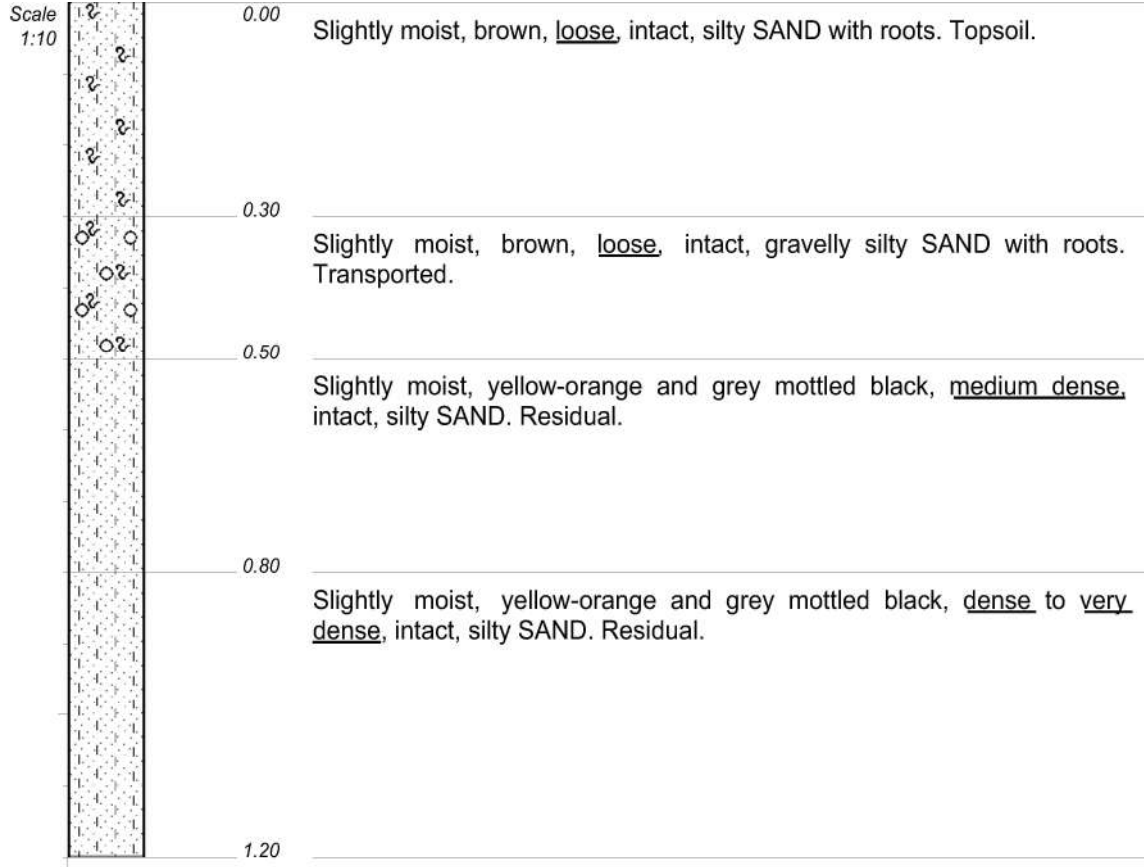 Scale
1:10
0.00
Slightly moist, brown, loose, intact, silty SAND with roots. Topsoil.
0.30
Slightly moist, brown, loose, intact, gravelly silty SAND with roots.
Transported.
0.50
Slightly moist, yellow-orange and grey mottled black, medium dense,
intact, silty SAND. Residual.
0.80
Slightly moist, yellow-orange and grey mottled black, dense to very
dense, intact, silty SAND. Residual.
1.20